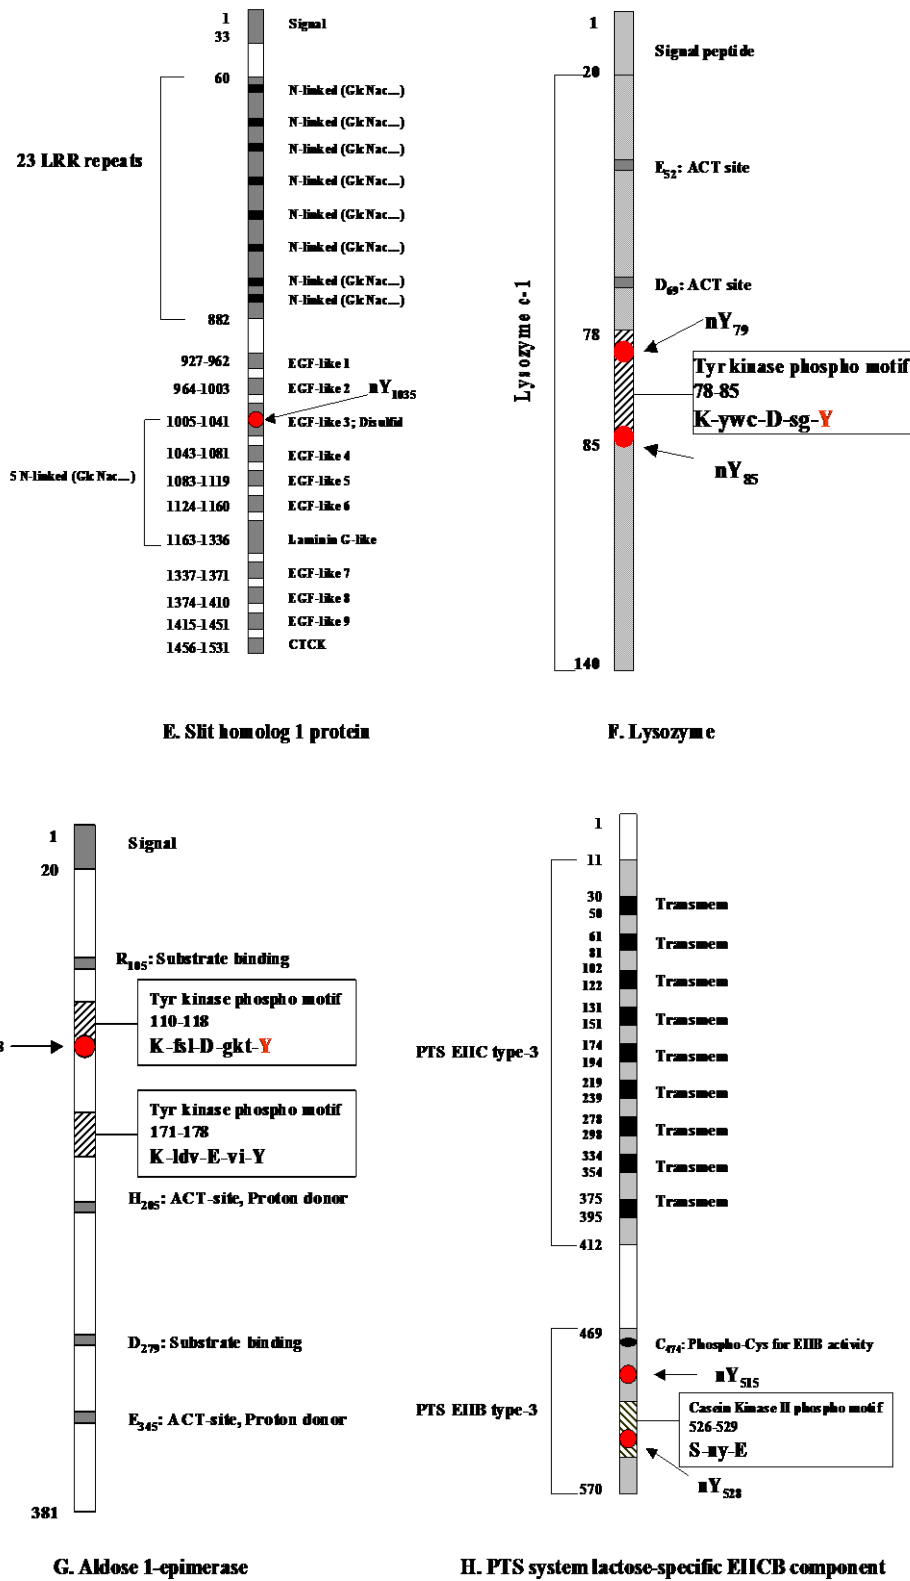 1
33
Signal
60
N-linked (GlcNac...)
N-linked (GlcNac...)
N-linked (GlcNac...)
23 LRR repeats
N-linked (GlcNac...)
N-linked (GlcNac...)
N-linked (GlcNac...)
N-linked (GlcNac...)
N-linked (GlcNac...)
882
927-962 EGF-like 1
964-1003 EGF-like 2
nY1035
1005-1041 EGF-like 3; Disulfid
1043-1081 EGF-like 4
5 N-linked (GlcNac...)
1083-1119 EGF-like 5
1124-1160 EGF-like 6
1163-1336 Laminin G-like
1337-1371 EGF-like 7
1374-1410 EGF-like 8
1415-1451 EGF-like 9
1456-1531 CTCK
E. Slit homolog 1 protein
1
Signal peptide
20
E52: ACT site
D69: ACT site
Lysozyme c-1
78
nY79
Tyr kinase phospho motif
78-85
K-ywc-D-sg-Y
85
nY85
140
F. Lysozyme
1
Signal
20
R105: Substrate binding
Tyr kinase phospho motif
110-118
K-fsl-D-gkt-Y
8
Tyr kinase phospho motif
171-178
K-ldv-E-vi-Y
H205: ACT-site, Proton donor
D279: Substrate binding
E345: ACT-site, Proton donor
381
G. Aldose 1-epimerase
1
11
30
50
Transmem
61
81
Transmem
102
122
Transmem
131
151
Transmem
PTS EIIC type-3
174
194
Transmem
219
239
Transmem
278
298
Transmem
334
354
Transmem
375
395
Transmem
412
469
C474: Phospho-Cys for EIIB activity
nY515
PTS EIIB type-3
Casein Kinase II phospho motif
526-529
S-ny-E
nY528
570
H. PTS system lactose-specific EIICB component